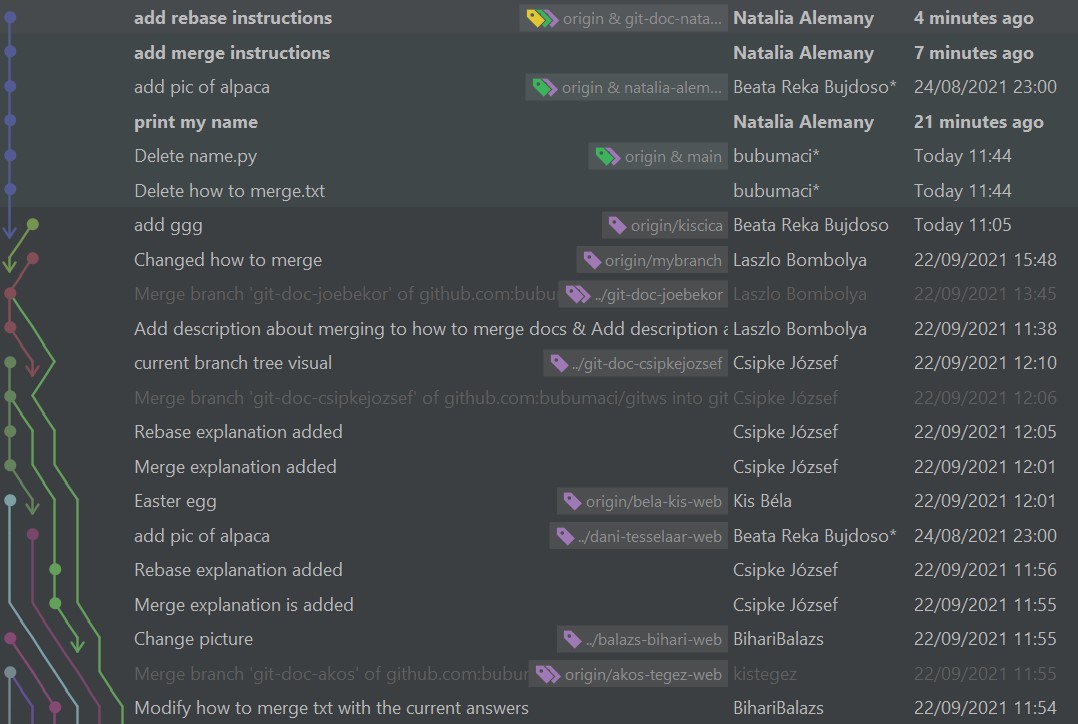 add rebase instructions origin & git-doc-nata... Natalia Alemany 4 minutes ago
add merge instructions Natalia Alemany 7 minutes ago
add pic of alpaca origin & natalia-alem... Beata Reka Bujdoso* 24/08/2021 23:00
print my name Natalia Alemany 21 minutes ago
Delete name.py origin & main bubumaci* Today 11:44
Delete how to merge.txt bubumaci* Today 11:44
add ggg origin/kiscica Beata Reka Bujdoso Today 11:05
Changed how to merge origin/mybranch Laszlo Bombolya 22/09/2021 15:48
Merge branch 'git-doc-joebekor' of github.com:bubu ../git-doc-joebekor Laszlo Bombolya 22/09/2021 13:45
Add description about merging to how to merge docs & Add description a Laszlo Bombolya 22/09/2021 11:38
current branch tree visual ../git-doc-csipkejozsef Csipke József 22/09/2021 12:10
Merge branch 'git-doc-csipkejozsef' of github.com:bubumaci/gitws into git Csipke József 22/09/2021 12:06
Rebase explanation added Csipke József 22/09/2021 12:05
Merge explanation added Csipke József 22/09/2021 12:01
Easter egg origin/bela-kis-web Kis Béla 22/09/2021 12:01
add pic of alpaca ../dani-tesselaar-web Beata Reka Bujdoso* 24/08/2021 23:00
Rebase explanation added Csipke József 22/09/2021 11:56
Merge explanation is added Csipke József 22/09/2021 11:55
Change picture ../balazs-bihari-web BihariBalazs 22/09/2021 11:55
Merge branch 'git-doc-akos' of github.com:bubu origin/akos-tegez-web kistegez 22/09/2021 11:55
Modify how to merge txt with the current answers BihariBalazs 22/09/2021 11:54